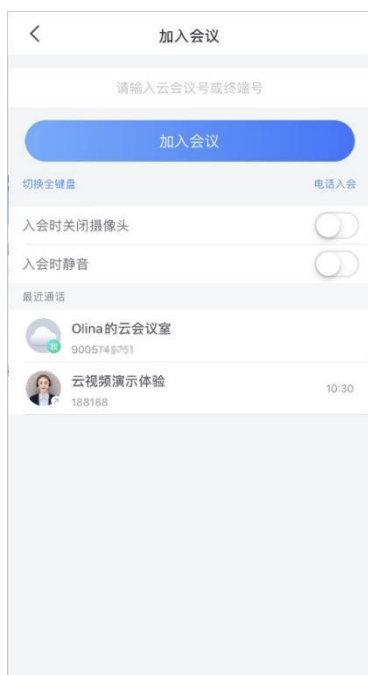 加入会议
请输入云会议号或终端号
加入会议
切换全键盘 电话入会
入会时关闭摄像头
入会时静音
最近通话
Olina的云会议室
我
云视频演示体验 10:30
188188